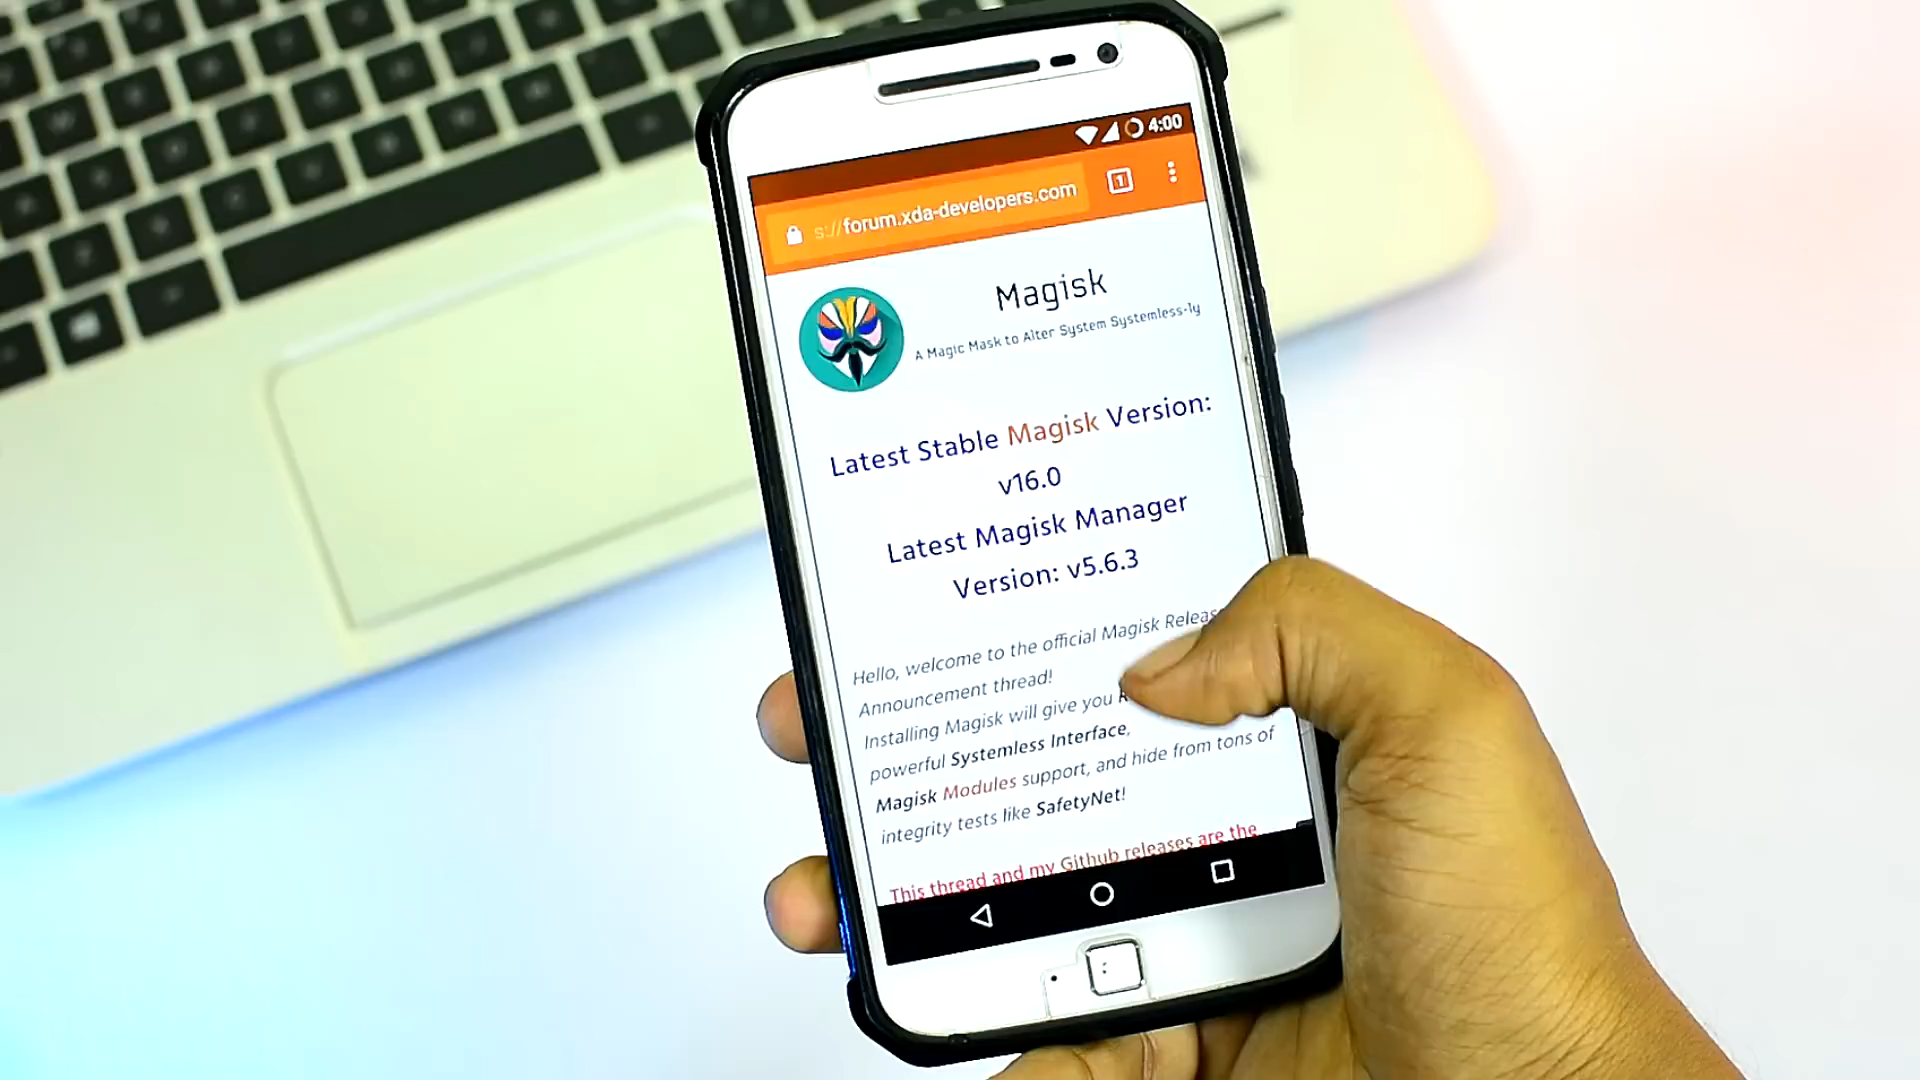 4:00
s://forum.xda-developers.com
1
Magisk
A Magic Mask to Alter System Systemless-ly
Latest Stable Magisk Version:
v16.0
Latest Magisk Manager
Version: v5.6.3
Hello, welcome to the official Magisk
Announcement thread!
Installing Magisk will give you
powerful Systemless Interface,
Magisk Modules support, and hide from tons of
integrity tests like SafetyNet!
This thread and my Github releases are the